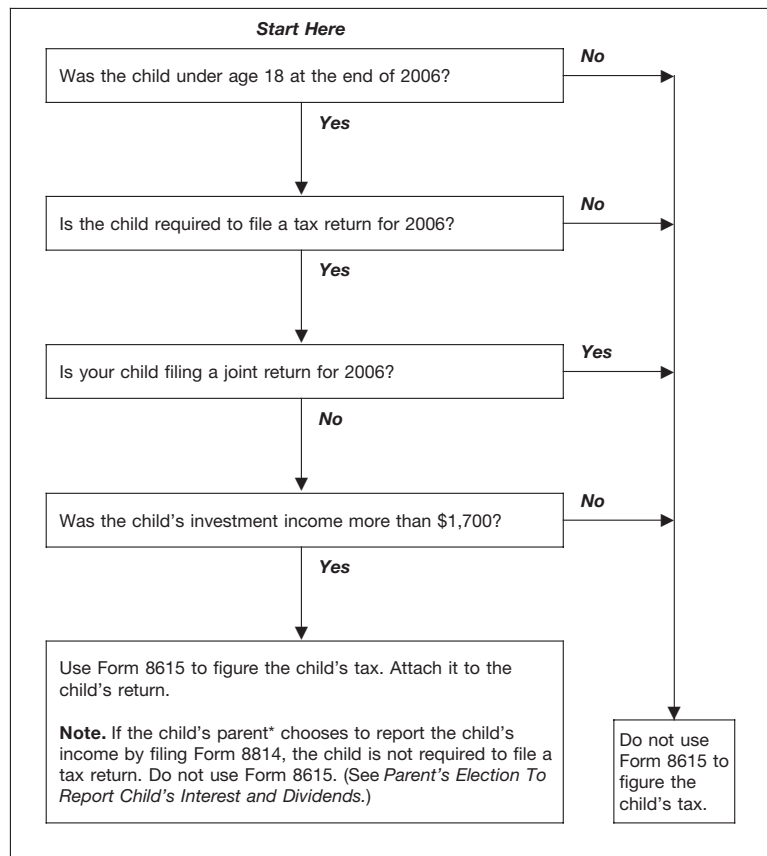 Start Here
Was the child under age 18 at the end of 2006?
No
Yes
Is the child required to file a tax return for 2006?
No
Yes
Is your child filing a joint return for 2006?
Yes
No
Was the child's investment income more than $1,700?
No
Yes
Use Form 8615 to figure the child's tax. Attach it to the
child's return.
Note. If the child's parent* chooses to report the child's
income by filing Form 8814, the child is not required to file a
tax return. Do not use Form 8615. (See Parent's Election To
Report Child's Interest and Dividends.)
Do not use
Form 8615 to
figure the
child's tax.